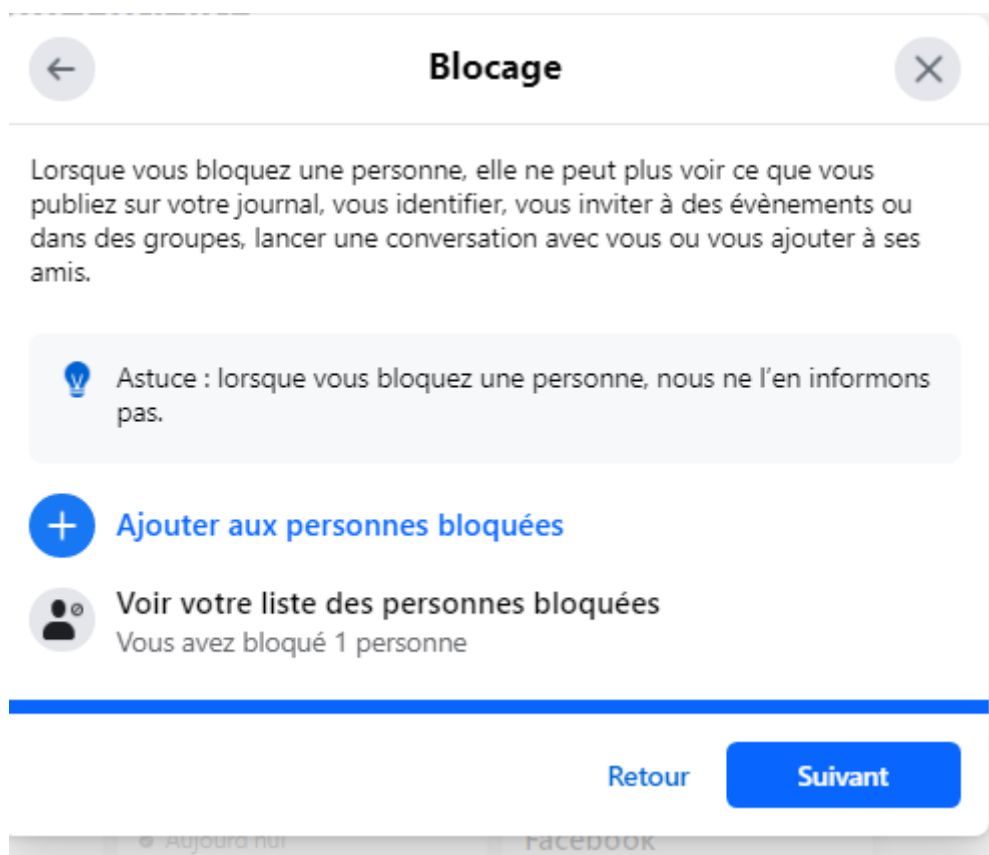 Blocage
Lorsque vous bloquez une personne, elle ne peut plus voir ce que vous
publiez sur votre journal, vous identifier, vous inviter à des évènements ou
dans des groupes, lancer une conversation avec vous ou vous ajouter à ses
amis.
Astuce : lorsque vous bloquez une personne, nous ne l'en informons
pas.
Ajouter aux personnes bloquées
Voir votre liste des personnes bloquées
Vous avez bloqué 1 personne
Retour Suivant
Aujourd'hui Facebook